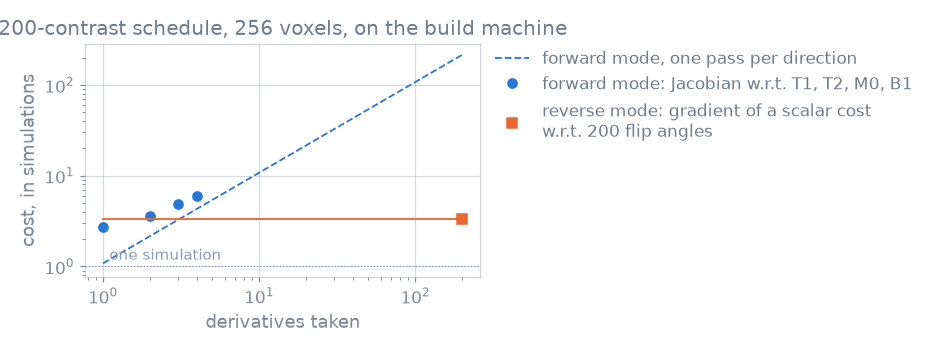 200-contrast schedule, 256 voxels, on the build machine
forward mode, one pass per direction
forward mode: Jacobian w.r.t. T1, T2, M0, B1
reverse mode: gradient of a scalar cost
w.r.t. 200 flip angles
cost, in simulations
10²
10¹
10⁰
one simulation
10⁰ 10¹ 10²
derivatives taken